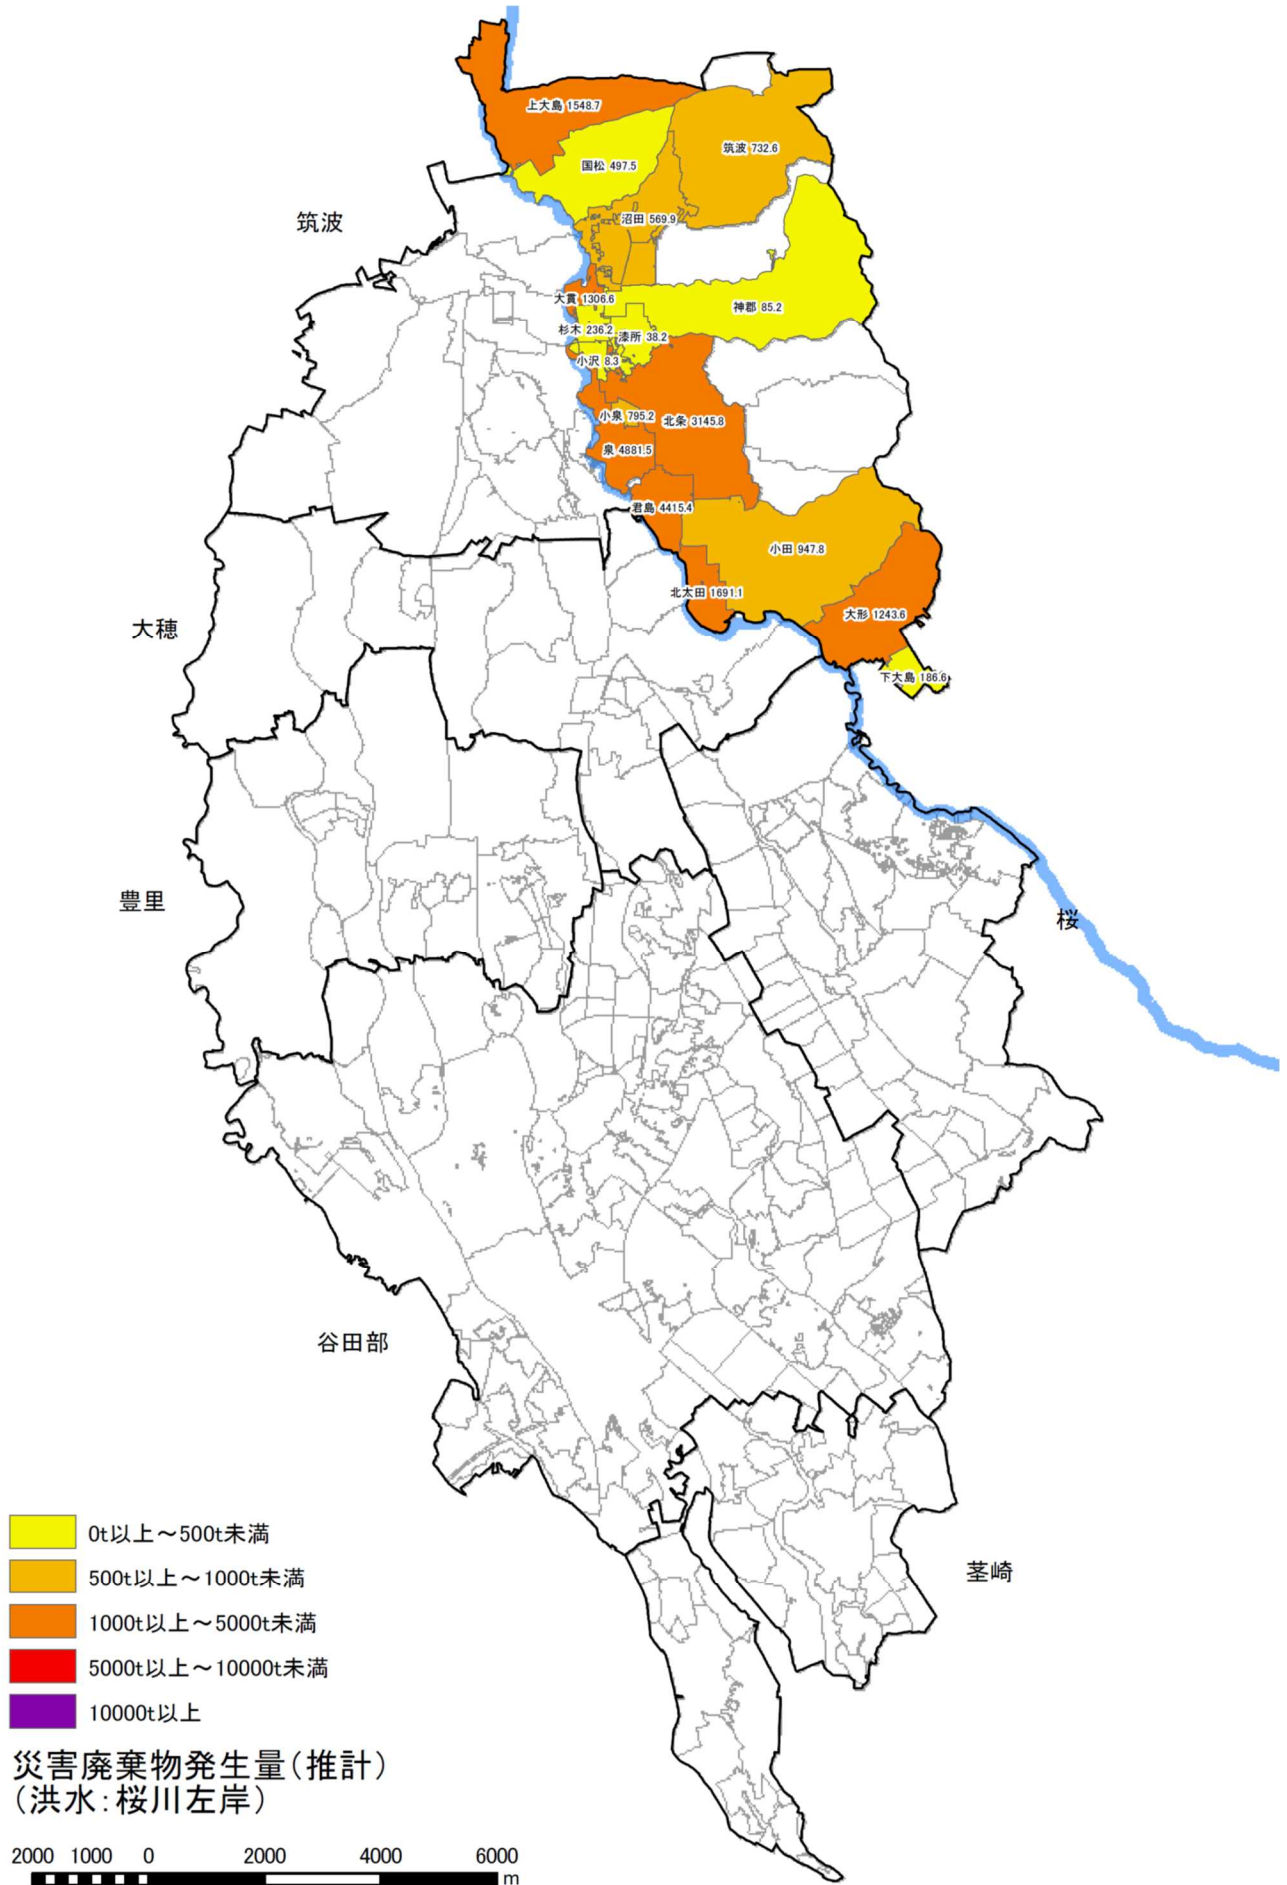 上大島 1548.7
筑波 732.6
国松 497.5
筑波
沼田 569.9
大貫 1306.6
神郡 85.2
杉木 236.2
漆所 38.2
小沢 8.3
小泉 795.2
北条 3145.8
泉 4881.5
君島 4415.4
小田 947.8
北太田 1691.1
大形 1243.6
大穂
下大島 186.6
豊里
桜
谷田部
茎崎
0t以上～500t未満
500t以上～1000t未満
1000t以上～5000t未満
5000t以上～10000t未満
10000t以上
災害廃棄物発生量(推計)
(洪水:桜川左岸)
2000 1000 0 2000 4000 6000
m